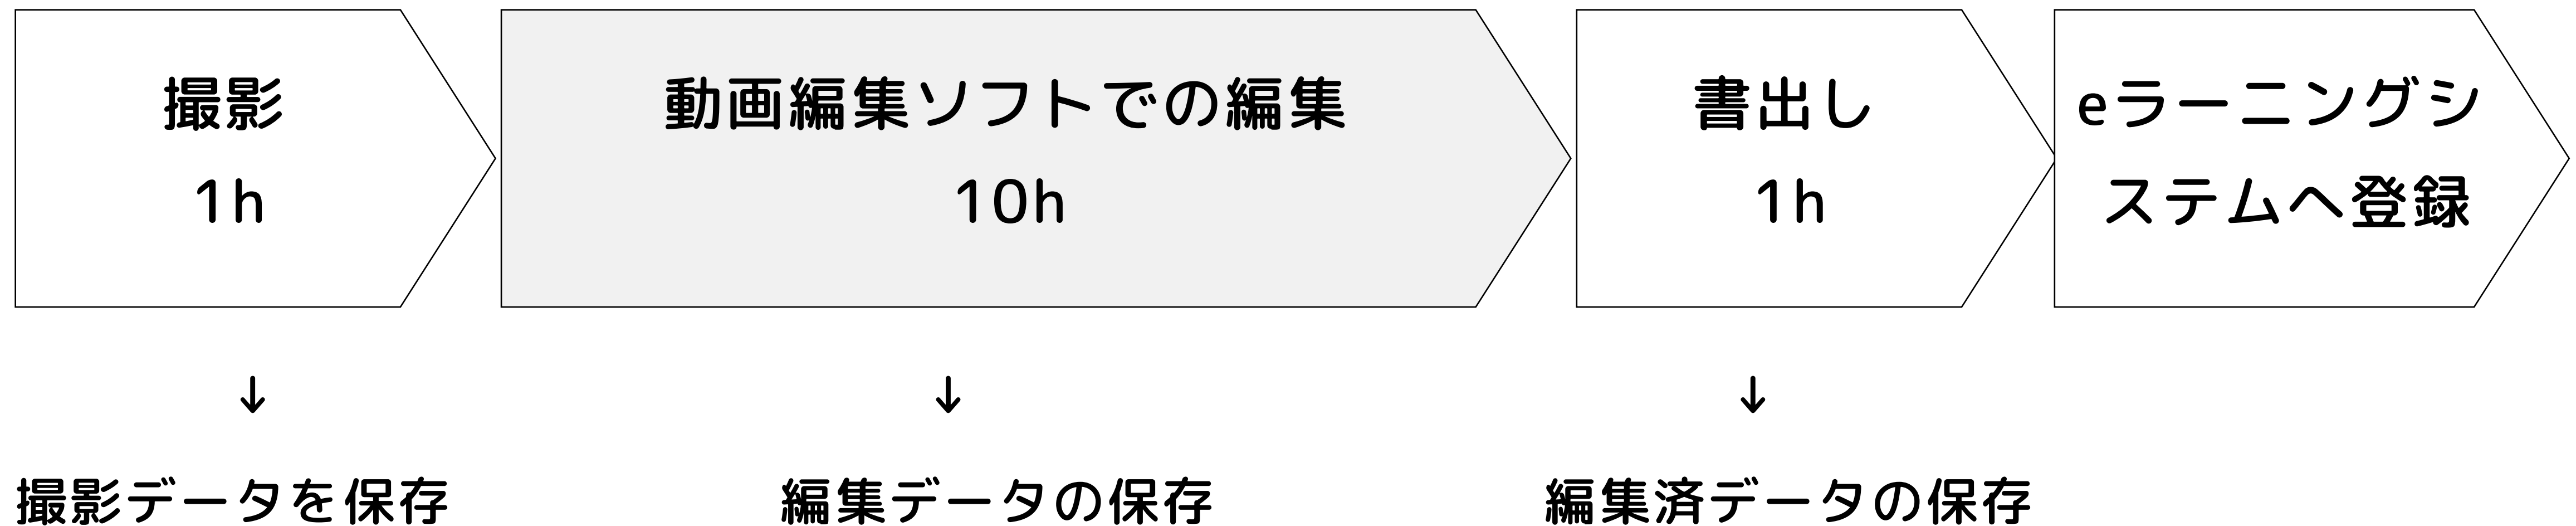 撮影
1h
動画編集ソフトでの編集
10h
書出し
1h
eラーニングシ
ステムへ登録
↓
↓
↓
撮影データを保存
編集データの保存
編集済データの保存